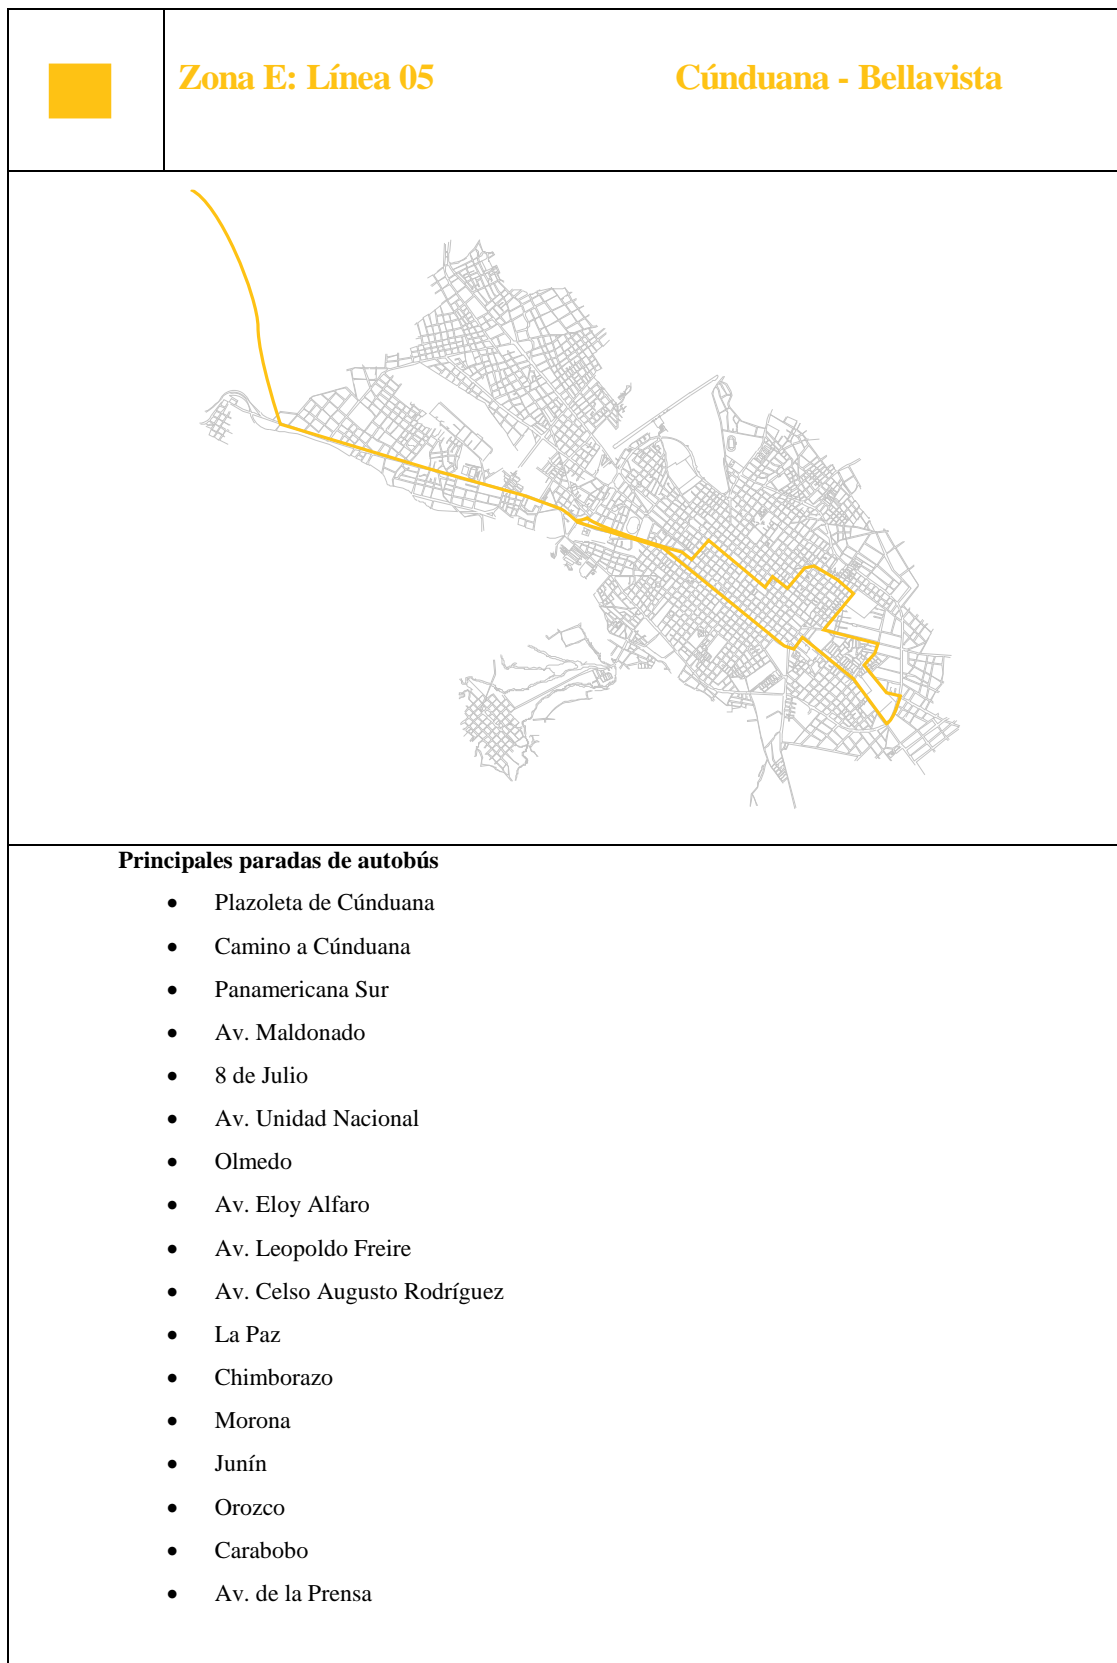 Zona E: Línea 05 Cúnduana - Bellavista
Principales paradas de autobús
• Plazoleta de Cúnduana
• Camino a Cúnduana
• Panamericana Sur
• Av. Maldonado
• 8 de Julio
• Av. Unidad Nacional
• Olmedo
• Av. Eloy Alfaro
• Av. Leopoldo Freire
• Av. Celso Augusto Rodríguez
• La Paz
• Chimborazo
• Morona
• Junín
• Orozco
• Carabobo
• Av. de la Prensa